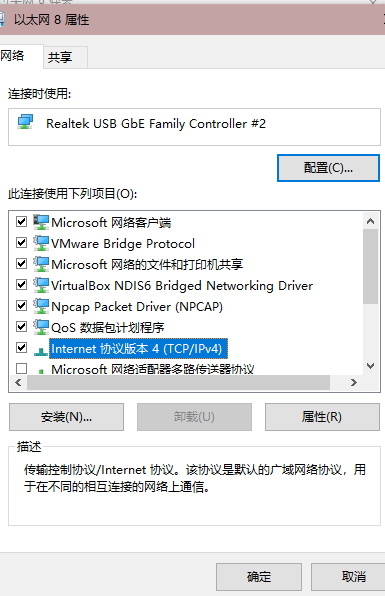 以太网 8 属性
网络
共享
连接时使用:
Realtek USB GbE Family Controller #2
配置(C)...
此连接使用下列项目(O):
Microsoft 网络客户端
VMware Bridge Protocol
Microsoft 网络的文件和打印机共享
VirtualBox NDIS6 Bridged Networking Driver
Npcap Packet Driver (NPCAP)
QoS 数据包计划程序
Internet 协议版本 4 (TCP/IPv4)
Microsoft 网络适配器多路传送器协议
安装(N)...
卸载(U)
属性(R)
描述
传输控制协议/Internet 协议。该协议是默认的广域网络协议，用
于在不同的相互连接的网络上通信。
确定
取消